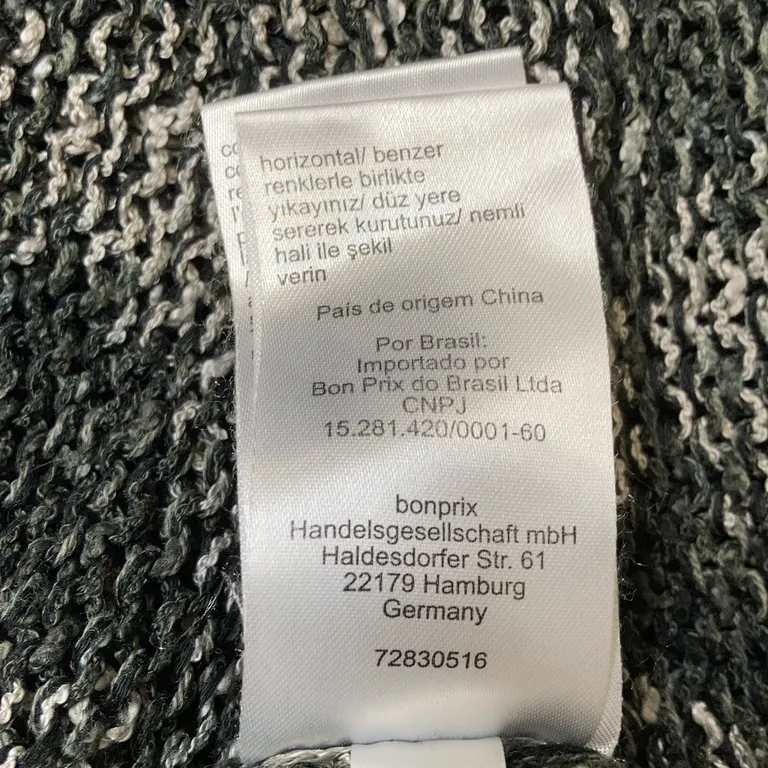 horizontal/ benzer
renklerle birlikte
yıkayınız/ düz yere
sererek kurutunuz/ nemli
hali ile şekil
verin
País de origem China
Por Brasil:
Importado por
Bon Prix do Brasil Ltda
CNPJ
15.281.420/0001-60
bonprix
Handelsgesellschaft mbH
Haldesdorfer Str. 61
22179 Hamburg
Germany
72830516